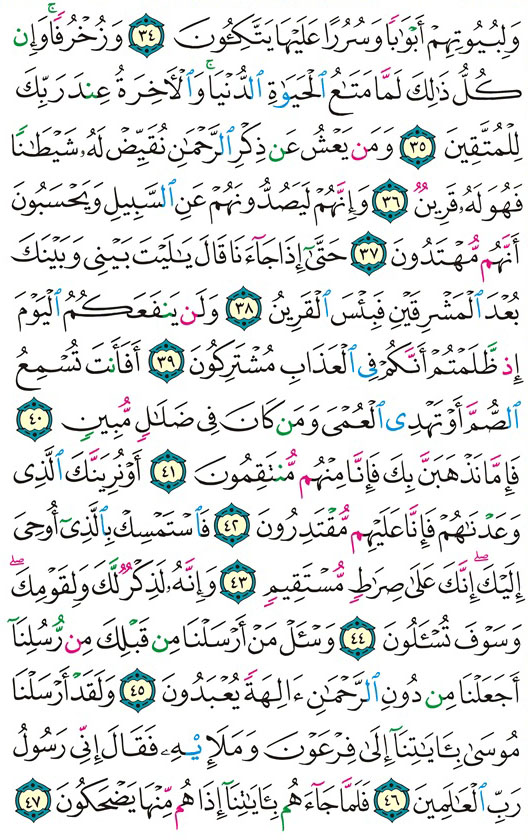 وَلِبُيُوتِهِمْ أَبْوَٰبًا وَسُرُرًا عَلَيْهَا يَتَّكِـُٔونَ ٣٤ وَزُخْرُفًا ۚ وَإِن
كُلُّ ذَٰلِكَ لَمَّا مَتَـٰعُ ٱلْحَيَوٰةِ ٱلدُّنْيَا ۚ وَٱلْـَٔاخِرَةُ عِندَ رَبِّكَ
لِلْمُتَّقِينَ ٣٥ وَمَن يَعْشُ عَن ذِكْرِ ٱلرَّحْمَـٰنِ نُقَيِّضْ لَهُۥ شَيْطَـٰنًا
فَهُوَ لَهُۥ قَرِينٌ ٣٦ وَإِنَّهُمْ لَيَصُدُّونَهُمْ عَنِ ٱلسَّبِيلِ وَيَحْسَبُونَ
أَنَّهُم مُّهْتَدُونَ ٣٧ حَتَّىٰٓ إِذَا جَآءَنَا قَالَ يَـٰلَيْتَ بَيْنِى وَبَيْنَكَ
بُعْدَ ٱلْمَشْرِقَيْنِ فَبِئْسَ ٱلْقَرِينُ ٣٨ وَلَن يَنفَعَكُمُ ٱلْيَوْمَ
إِذ ظَّلَمْتُمْ أَنَّكُمْ فِى ٱلْعَذَابِ مُشْتَرِكُونَ ٣٩ أَفَأَنتَ تُسْمِعُ
ٱلصُّمَّ أَوْ تَهْدِى ٱلْعُمْىَ وَمَن كَانَ فِى ضَلَـٰلٍ مُّبِينٍ ٤٠
فَإِمَّا نَذْهَبَنَّ بِكَ فَإِنَّا مِنْهُم مُّنتَقِمُونَ ٤١ أَوْ نُرِيَنَّكَ ٱلَّذِى
وَعَدْنَـٰهُمْ فَإِنَّا عَلَيْهِم مُّقْتَدِرُونَ ٤٢ فَٱسْتَمْسِكْ بِٱلَّذِىٓ أُوحِىَ
إِلَيْكَ ۖ إِنَّكَ عَلَىٰ صِرَٰطٍ مُّسْتَقِيمٍ ٤٣ وَإِنَّهُۥ لَذِكْرٌ لَّكَ وَلِقَوْمِكَ ۖ
وَسَوْفَ تُسْـَٔلُونَ ٤٤ وَسْـَٔلْ مَنْ أَرْسَلْنَا مِن قَبْلِكَ مِن رُّسُلِنَآ
أَجَعَلْنَا مِن دُونِ ٱلرَّحْمَـٰنِ ءَالِهَةً يُعْبَدُونَ ٤٥ وَلَقَدْ أَرْسَلْنَا
مُوسَىٰ بِـَٔايَـٰتِنَآ إِلَىٰ فِرْعَوْنَ وَمَلَإِي۟هِۦ فَقَالَ إِنِّى رَسُولُ
رَبِّ ٱلْعَـٰلَمِينَ ٤٦ فَلَمَّا جَآءَهُم بِـَٔايَـٰتِنَآ إِذَا هُم مِّنْهَا يَضْحَكُونَ ٤٧